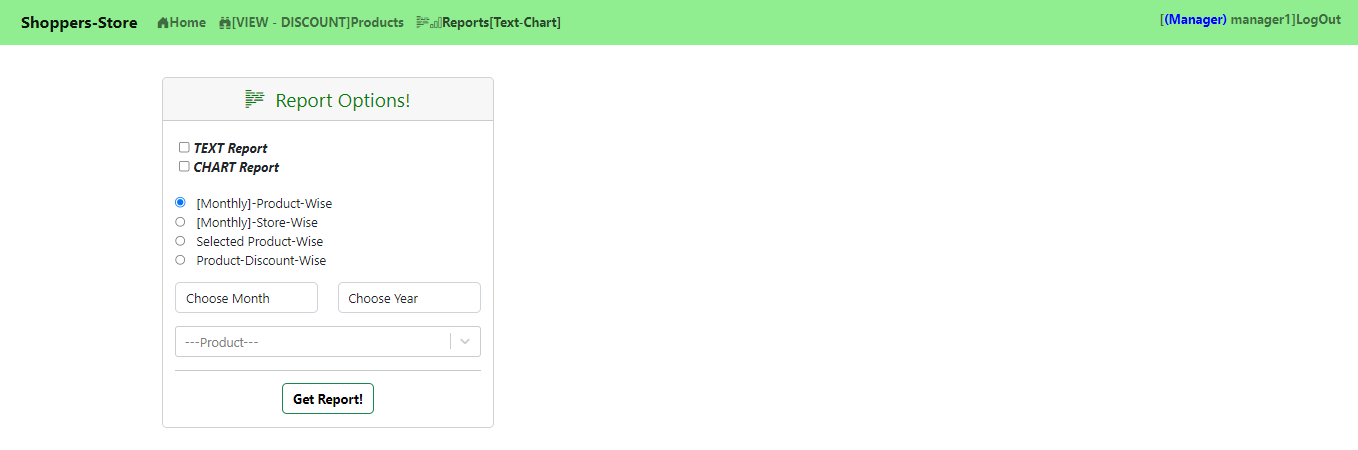 Shoppers-Store Home [VIEW - DISCOUNT]Products Reports[Text-Chart] [(Manager) manager1]LogOut
Report Options!
TEXT Report
CHART Report
[Monthly]-Product-Wise
[Monthly]-Store-Wise
Selected Product-Wise
Product-Discount-Wise
Choose Month Choose Year
---Product---
Get Report!